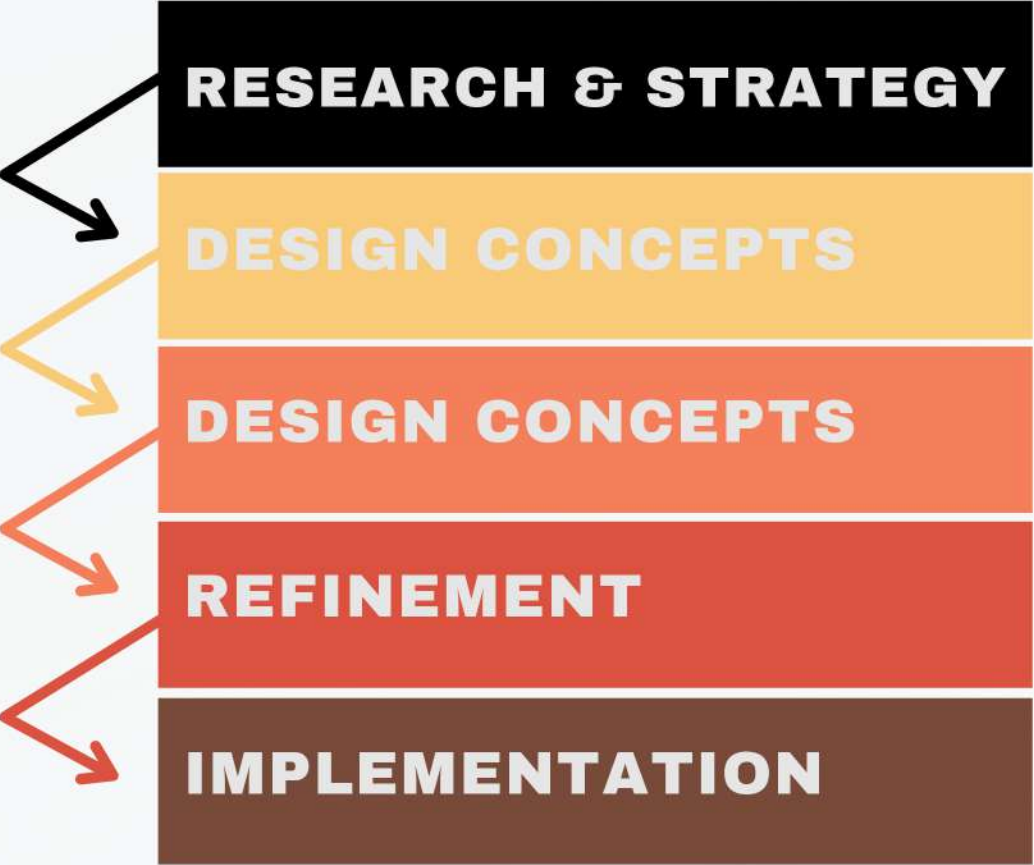 RESEARCH & STRATEGY
DESIGN CONCEPTS
DESIGN CONCEPTS
REFINEMENT
IMPLEMENTATION